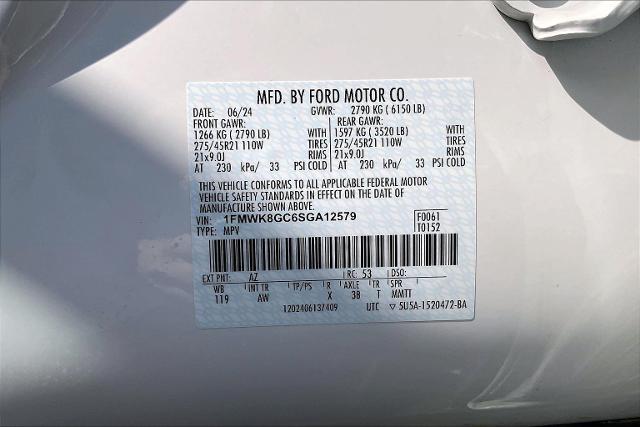 MFD. BY FORD MOTOR CO.
DATE: 06/24 GVWR: 2790 KG ( 6150 LB)
FRONT GAWR: REAR GAWR:
1266 KG ( 2790 LB) WITH 1597 KG ( 3520 LB) WITH
275/45R21 110W TIRES 275/45R21 110W TIRES
21x9.0J RIMS 21x9.0J RIMS
AT 230 kPa/ 33 PSI COLD AT 230 kPa/ 33 PSI COLD
THIS VEHICLE CONFORMS TO ALL APPLICABLE FEDERAL MOTOR
VEHICLE SAFETY STANDARDS IN EFFECT ON THE DATE OF
MANUFACTURE SHOWN ABOVE.
VIN: 1FMWK8GC6SGA12579 F0061
TYPE: MPV T0152
EXT PNT: AZ RC: 53 DSO:
WB INT TR TP/PS R AXLE TR SPR
119 AW X 38 T MMTT
1202406137409 UTC ▽5U5A-1520472-BA